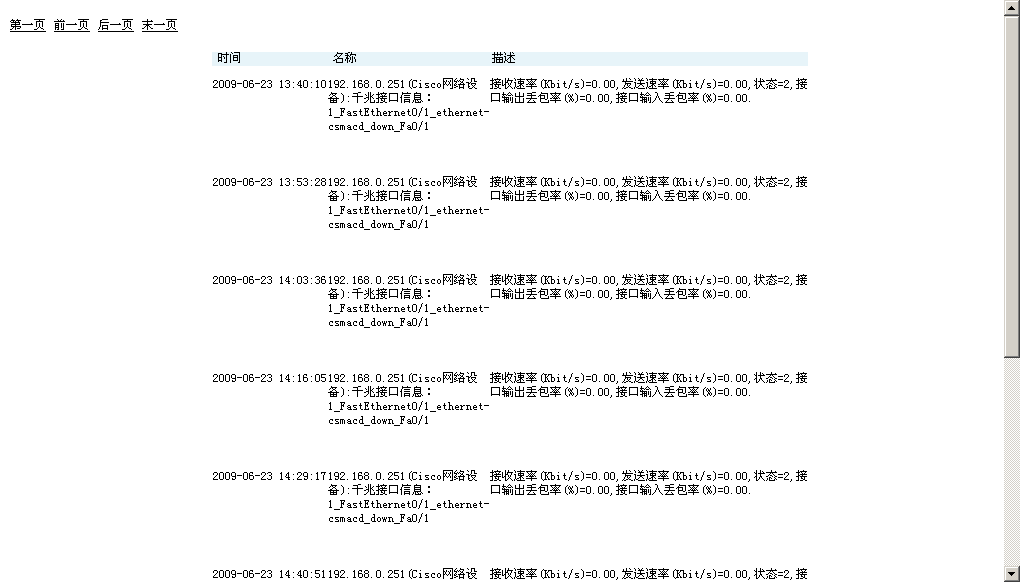 第一页 前一页 后一页 末一页
时间 名称 描述
2009-06-23 13:40:10 192.168.0.251(Cisco网络设 接收速率(Kbit/s)=0.00,发送速率(Kbit/s)=0.00,状态=2,接
备):千兆接口信息: 口输出丢包率(%)=0.00,接口输入丢包率(%)=0.00.
1_FastEthernet0/1_ethernet-
csmacd_down_Fa0/1
2009-06-23 13:53:28 192.168.0.251(Cisco网络设 接收速率(Kbit/s)=0.00,发送速率(Kbit/s)=0.00,状态=2,接
备):千兆接口信息: 口输出丢包率(%)=0.00,接口输入丢包率(%)=0.00.
1_FastEthernet0/1_ethernet-
csmacd_down_Fa0/1
2009-06-23 14:03:36 192.168.0.251(Cisco网络设 接收速率(Kbit/s)=0.00,发送速率(Kbit/s)=0.00,状态=2,接
备):千兆接口信息: 口输出丢包率(%)=0.00,接口输入丢包率(%)=0.00.
1_FastEthernet0/1_ethernet-
csmacd_down_Fa0/1
2009-06-23 14:16:05 192.168.0.251(Cisco网络设 接收速率(Kbit/s)=0.00,发送速率(Kbit/s)=0.00,状态=2,接
备):千兆接口信息: 口输出丢包率(%)=0.00,接口输入丢包率(%)=0.00.
1_FastEthernet0/1_ethernet-
csmacd_down_Fa0/1
2009-06-23 14:29:17 192.168.0.251(Cisco网络设 接收速率(Kbit/s)=0.00,发送速率(Kbit/s)=0.00,状态=2,接
备):千兆接口信息: 口输出丢包率(%)=0.00,接口输入丢包率(%)=0.00.
1_FastEthernet0/1_ethernet-
csmacd_down_Fa0/1
2009-06-23 14:40:51 192.168.0.251(Cisco网络设 接收速率(Kbit/s)=0.00,发送速率(Kbit/s)=0.00,状态=2,接